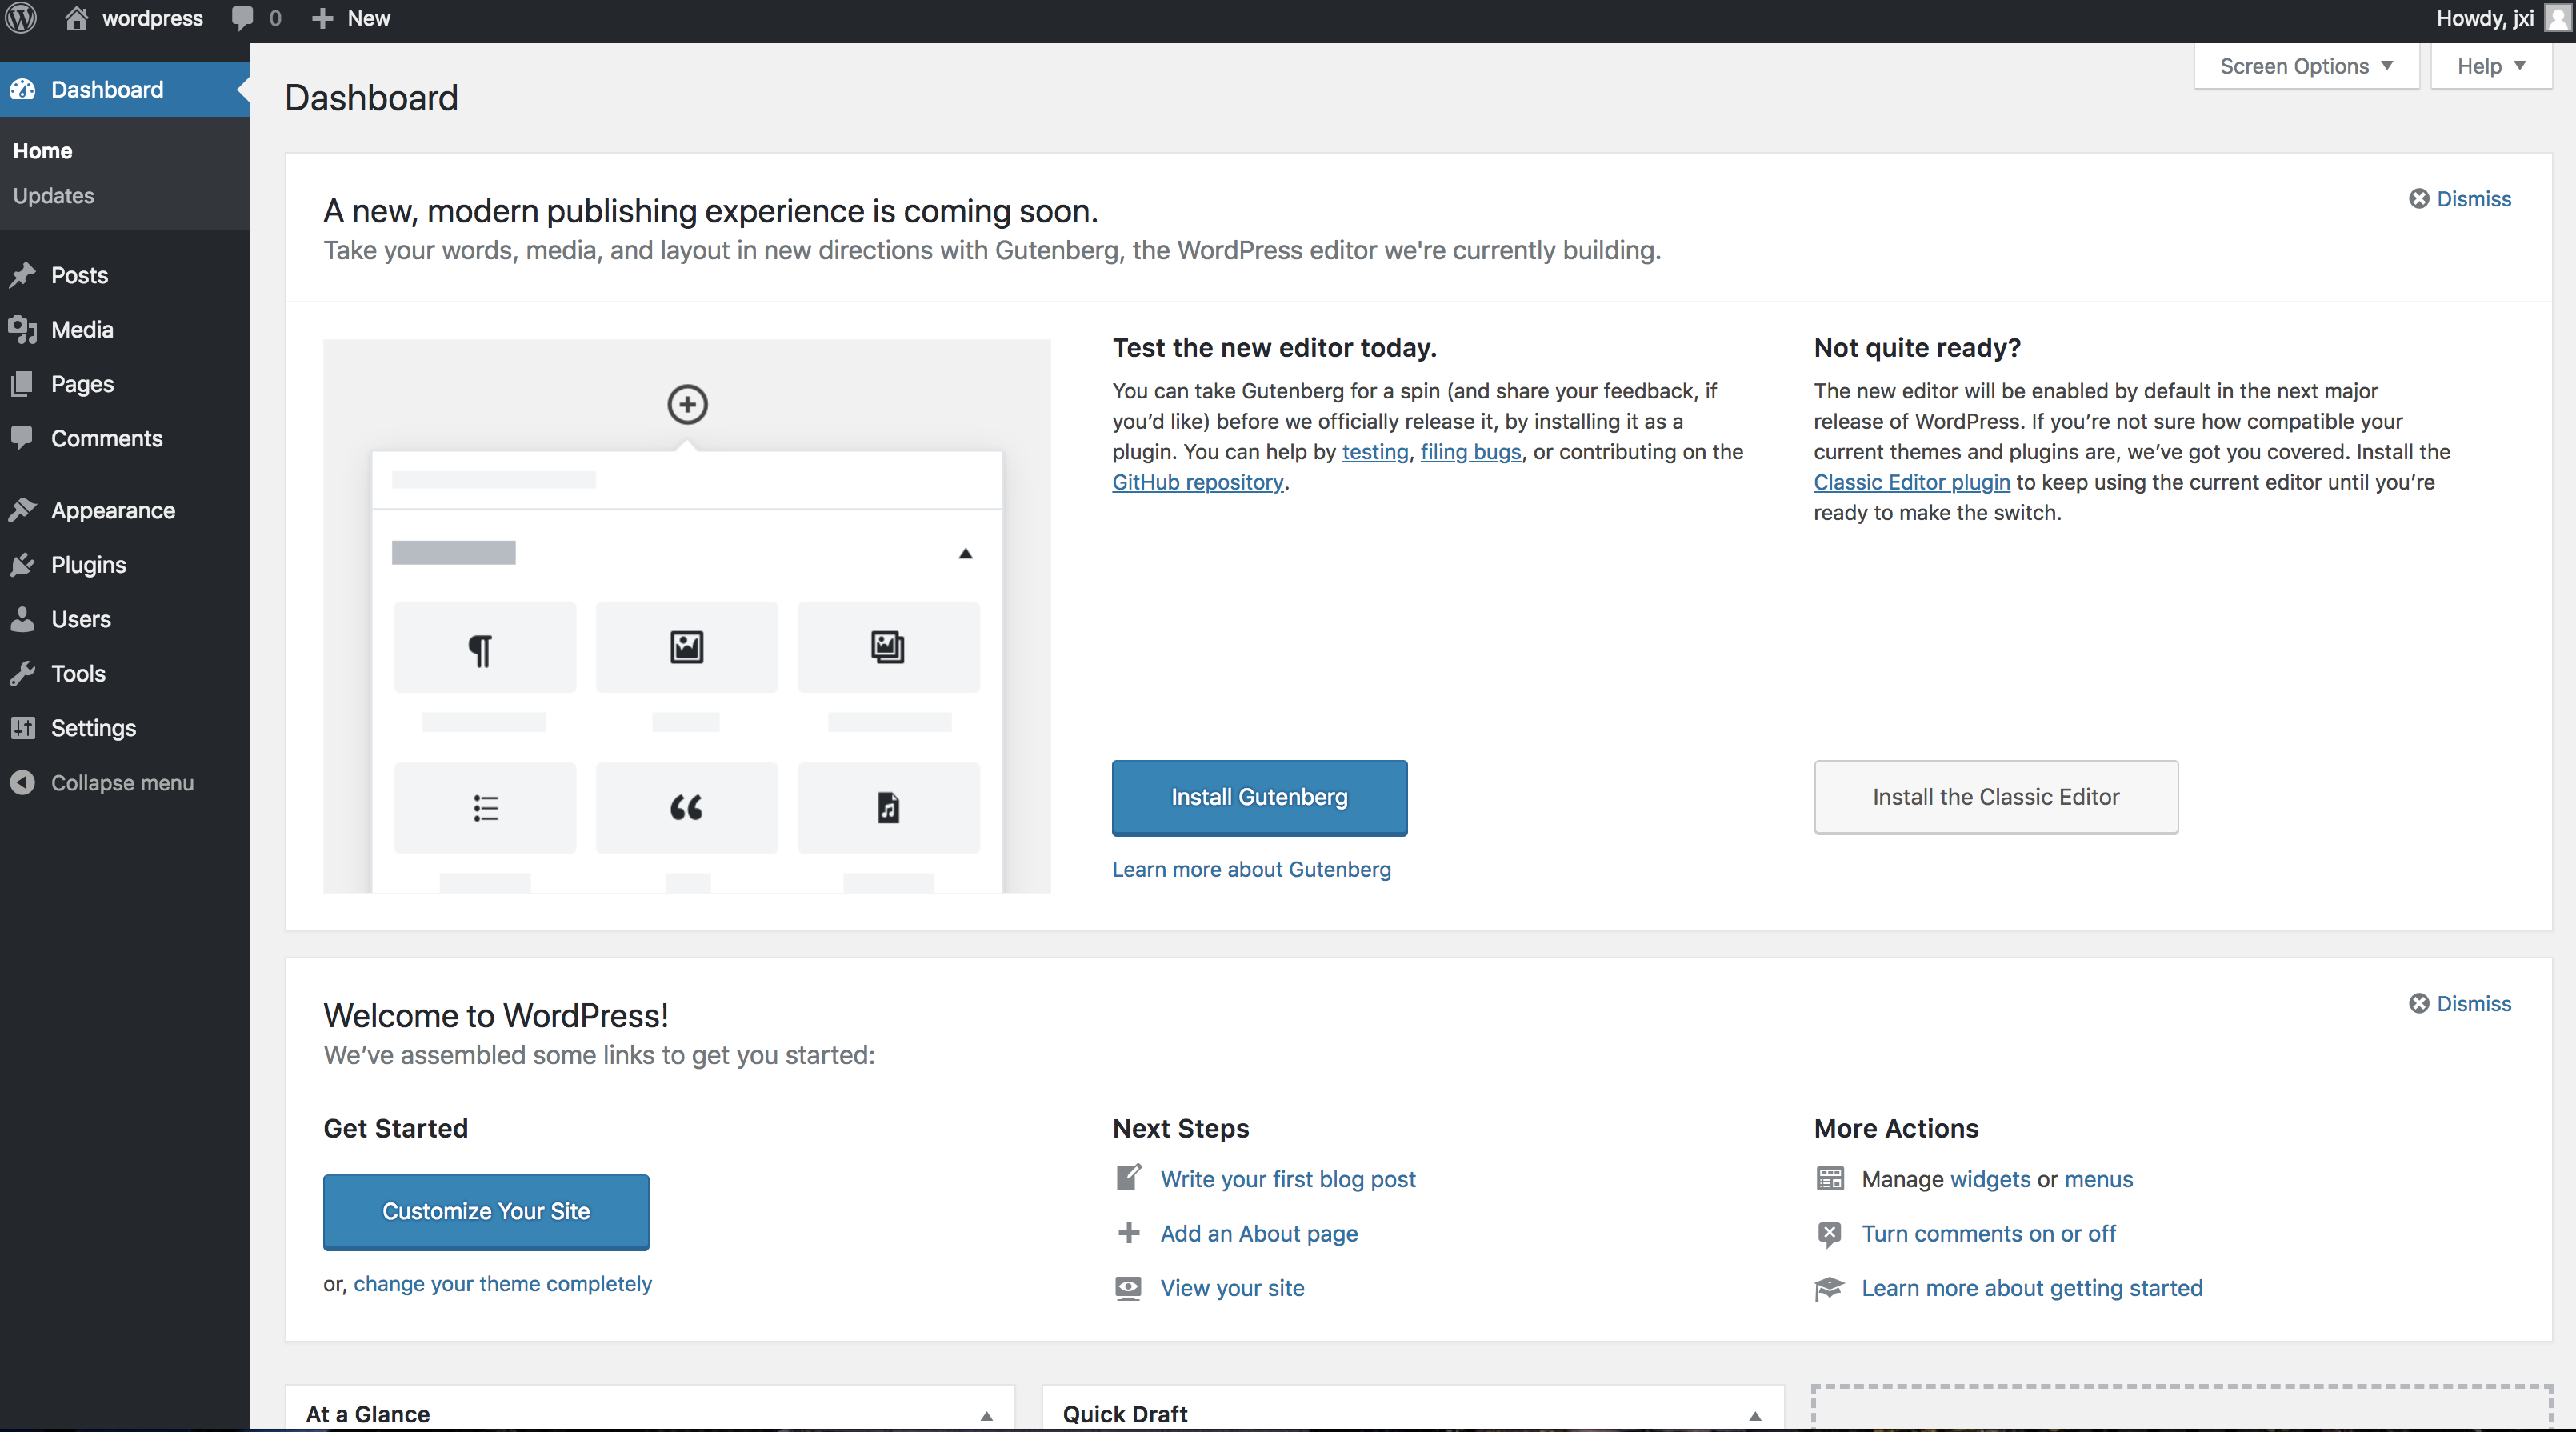 wordpress 0 New Howdy, jxi
Screen Options Help
Dashboard
Home
Updates
Posts
Media
Pages
Comments
Appearance
Plugins
Users
Tools
Settings
Collapse menu
Dashboard
A new, modern publishing experience is coming soon.
Dismiss
Take your words, media, and layout in new directions with Gutenberg, the WordPress editor we're currently building.
Test the new editor today.
You can take Gutenberg for a spin (and share your feedback, if
you’d like) before we officially release it, by installing it as a
plugin. You can help by testing, filing bugs, or contributing on the
GitHub repository.
Install Gutenberg
Learn more about Gutenberg
Not quite ready?
The new editor will be enabled by default in the next major
release of WordPress. If you’re not sure how compatible your
current themes and plugins are, we’ve got you covered. Install the
Classic Editor plugin to keep using the current editor until you’re
ready to make the switch.
Install the Classic Editor
Welcome to WordPress!
Dismiss
We’ve assembled some links to get you started:
Get Started
Customize Your Site
or, change your theme completely
Next Steps
Write your first blog post
Add an About page
View your site
More Actions
Manage widgets or menus
Turn comments on or off
Learn more about getting started
At a Glance
Quick Draft